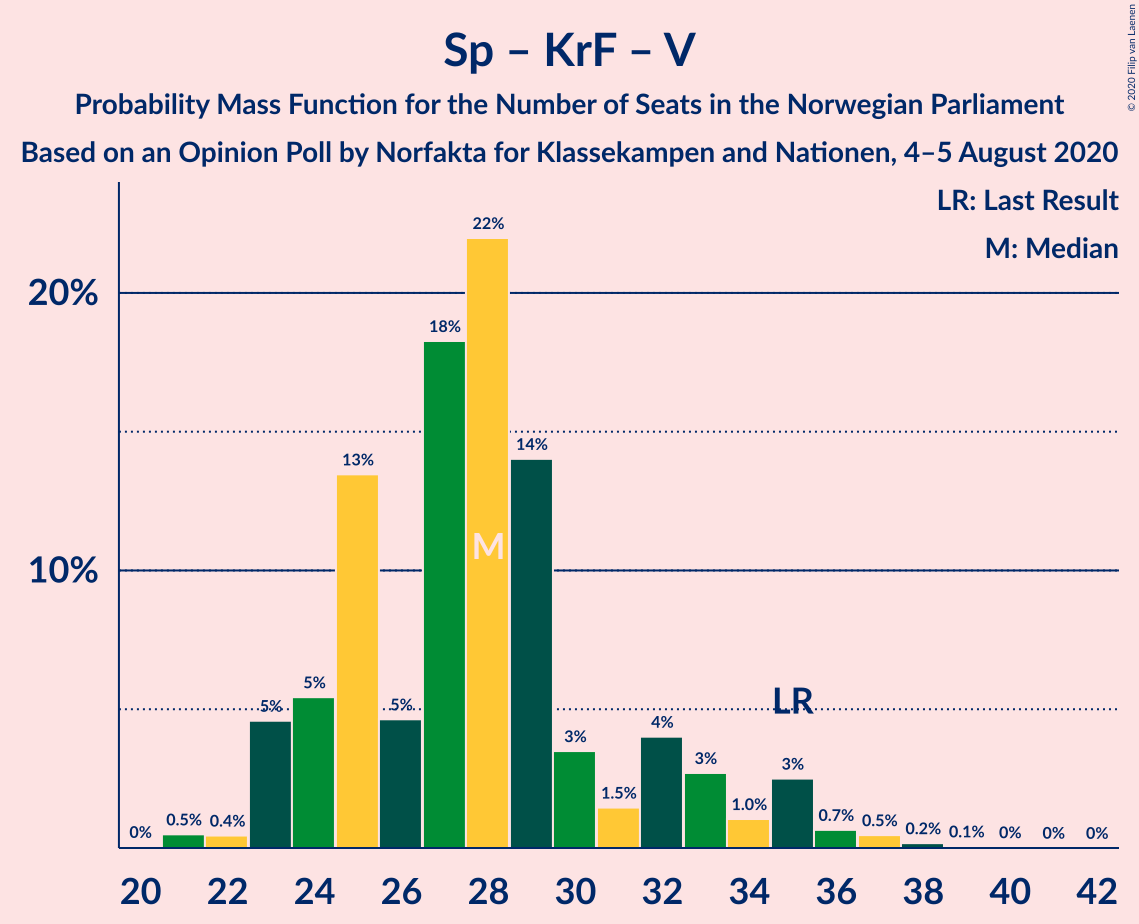 Sp – KrF – V
Probability Mass Function for the Number of Seats in the Norwegian Parliament
Based on an Opinion Poll by Norfakta for Klassekampen and Nationen, 4–5 August 2020
© 2020 Filip van Laenen
LR: Last Result
M: Median
20%
10%
0%
0.5%
0.4%
5%
5%
13%
5%
18%
22%
14%
3%
1.5%
4%
3%
1.0%
3%
0.7%
0.5%
0.2%
0.1%
0%
0%
0%
M
LR
20 22 24 26 28 30 32 34 36 38 40 42